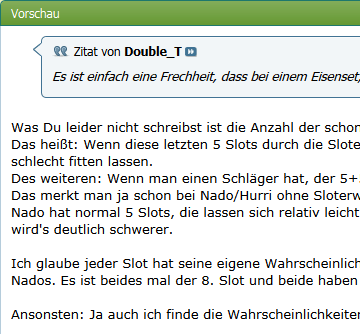 Vorschau
Zitat von Double_T
Es ist einfach eine Frechheit, dass bei einem Eisenset,
Was Du leider nicht schreibst ist die Anzahl der schon
Das heißt: Wenn diese letzten 5 Slots durch die Slote
schlecht fitten lassen.
Des weiteren: Wenn man einen Schläger hat, der 5+
Das merkt man ja schon bei Nado/Hurri ohne Sloterw
Nado hat normal 5 Slots, die lassen sich relativ leicht
wird's deutlich schwerer.
Ich glaube jeder Slot hat seine eigene Wahrscheinlich
Nados. Es ist beides mal der 8. Slot und beide haben
Ansonsten: Ja auch ich finde die Wahrscheinlichkeiten